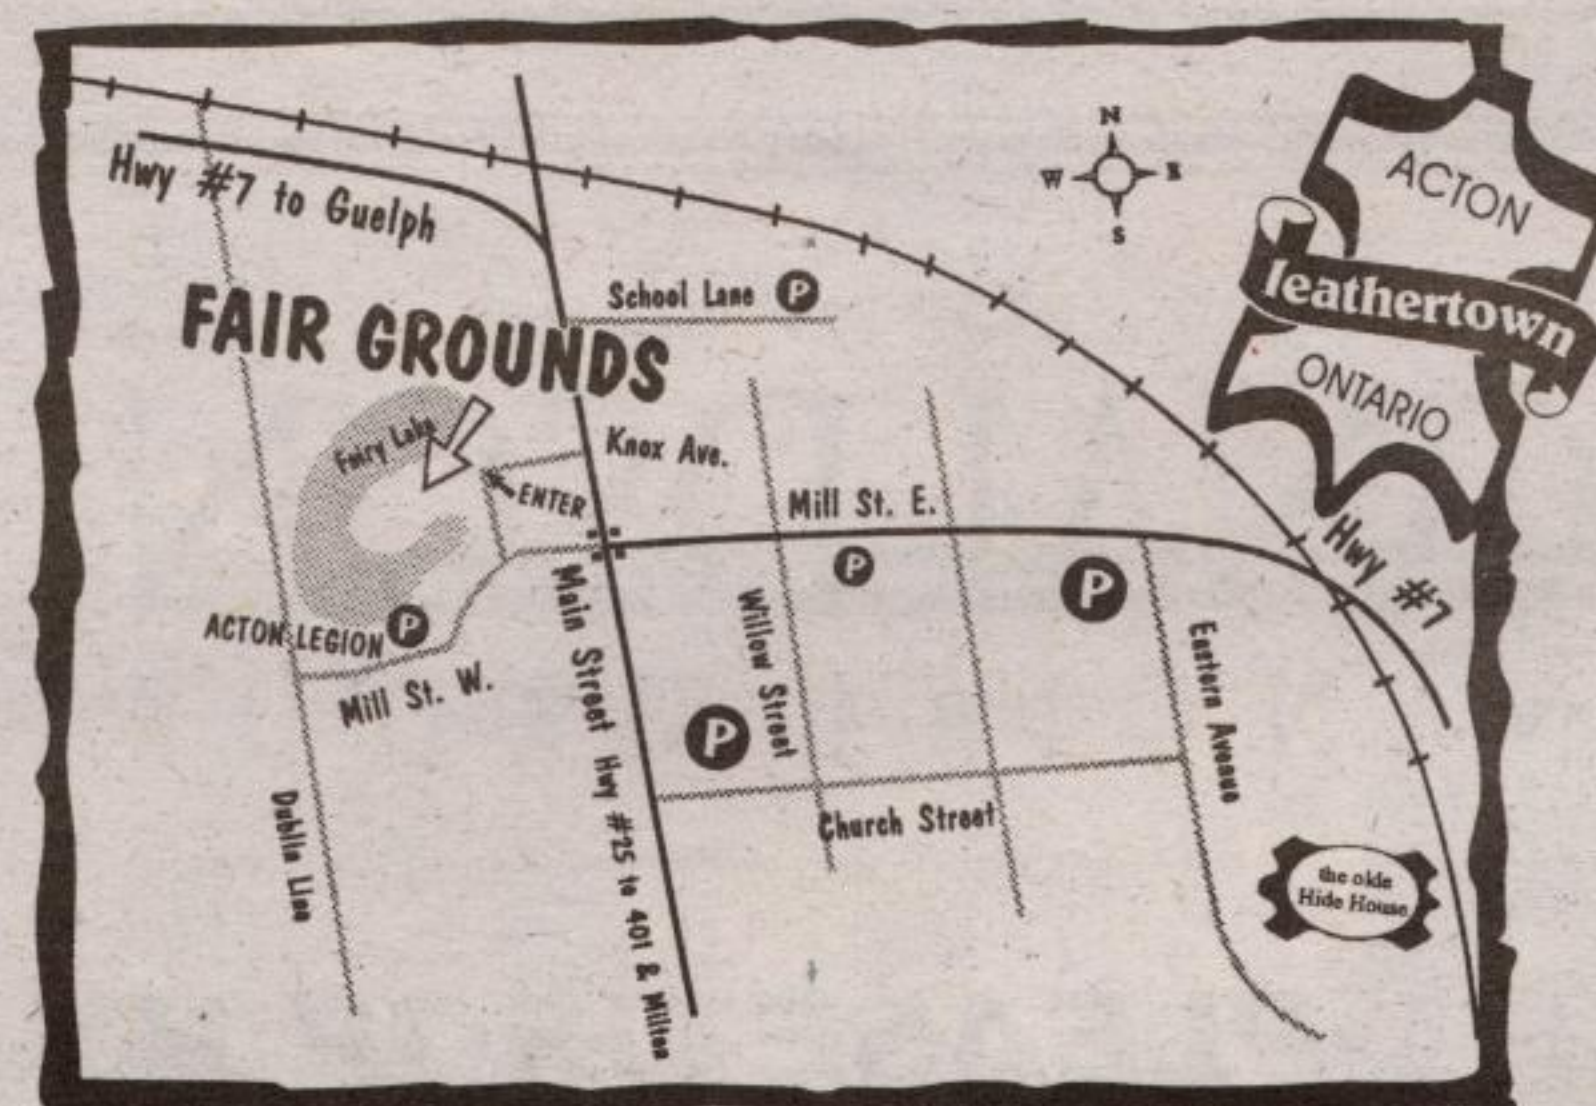 N
W E
S
ACTON
leathertown
ONTARIO
Hwy #7 to Guelph
School Lane P
FAIR GROUNDS
Fairy Lake
Knox Ave.
ENTER
Mill St. E.
P
P
Hwy #7
ACTON LEGION P
Mill St. W.
Main Street Hwy #25 to 401 & Milton
Willow Street
Eastern Avenue
P
Church Street
Dublin Line
the olde
Hide House